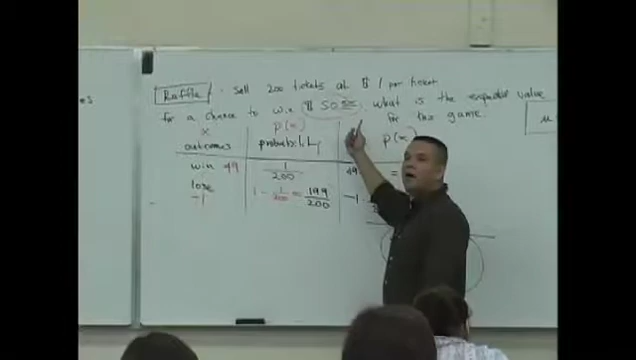 Raffle - Sell 200 tickets at $1 per ticket
for a chance to win $50.00 what is the expected value
for this game.
x P(x)
outcomes probability P(x)
win 49 1/200 49 =
lose
-1 1 - 1/200 = 199/200 -1